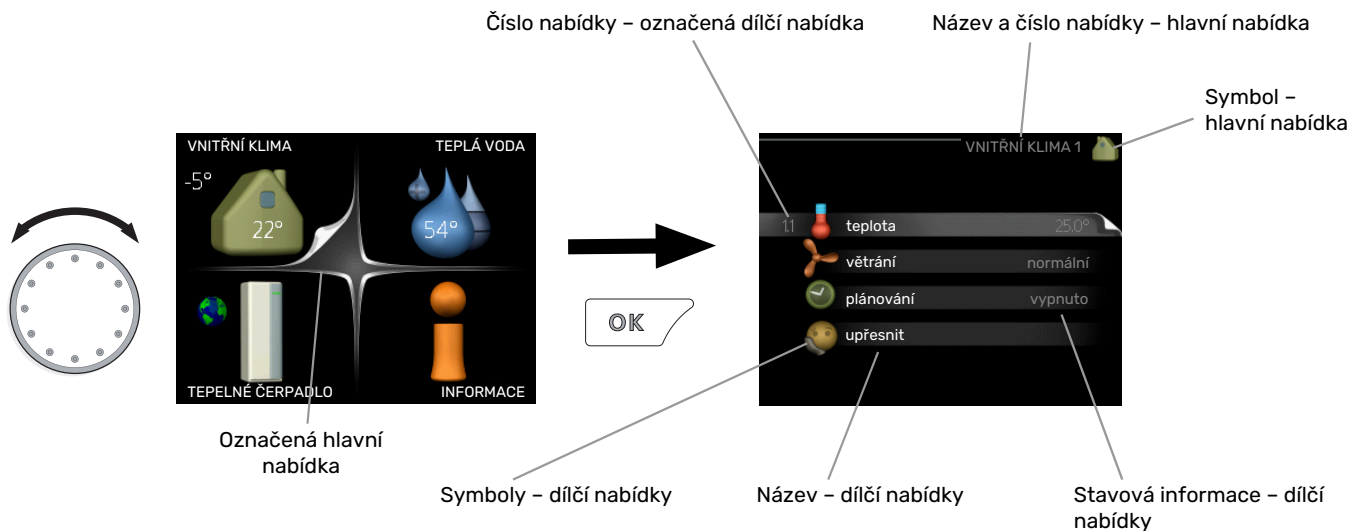 Číslo nabídky – označená dílčí nabídka
Název a číslo nabídky – hlavní nabídka
Symbol –
hlavní nabídka
VNITŘNÍ KLIMA
TEPLÁ VODA
-5°
22°
54°
TEPELNÉ ČERPADLO
INFORMACE
OK
VNITŘNÍ KLIMA 1
1.1
teplota
25.0°
větrání
normální
plánování
vypnuto
upřesnit
Označená hlavní
nabídka
Symboly – dílčí nabídky
Název – dílčí nabídky
Stavová informace – dílčí
nabídky